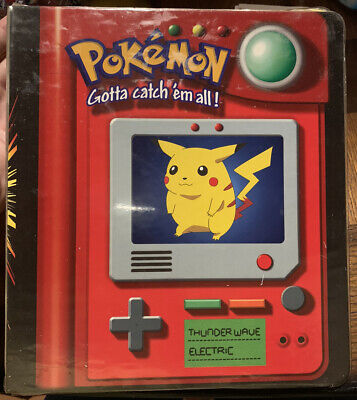 POKéMON
Gotta catch 'em all!
THUNDER WAVE
ELECTRIC